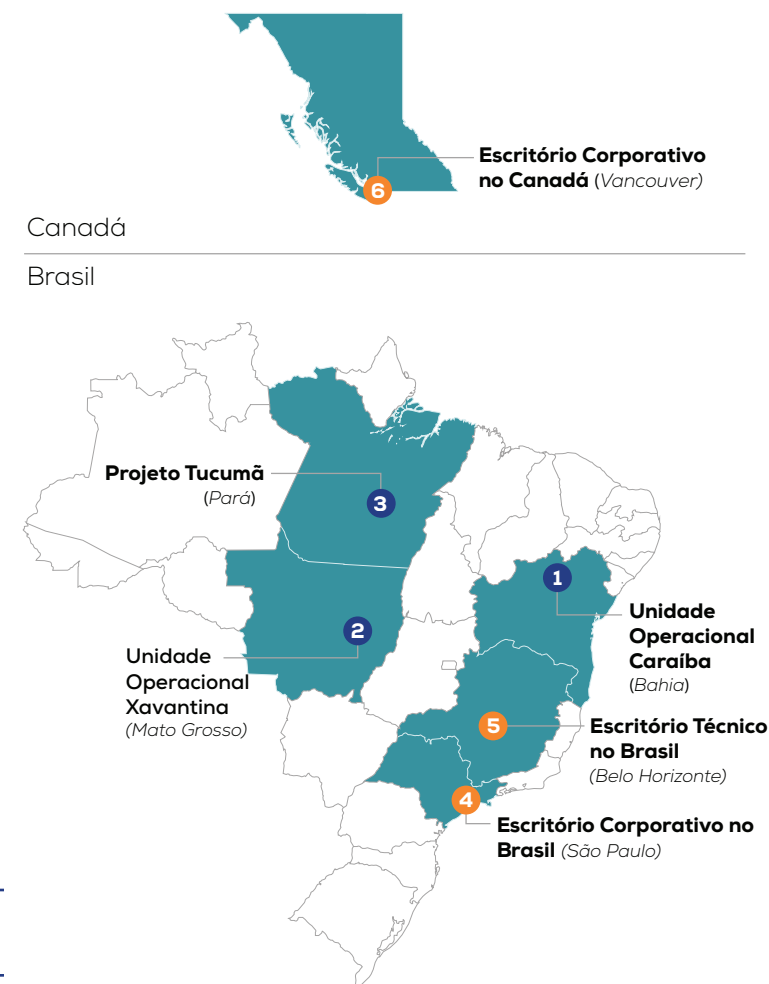 Escritório Corporativo
no Canadá (Vancouver)
6
Canadá
Brasil
Projeto Tucumã
(Pará)
3
1
2
Unidade
Operacional
Caraíba
(Bahia)
Unidade
Operacional
Xavantina
(Mato Grosso)
5
Escritório Técnico
no Brasil
(Belo Horizonte)
4
Escritório Corporativo no
Brasil (São Paulo)